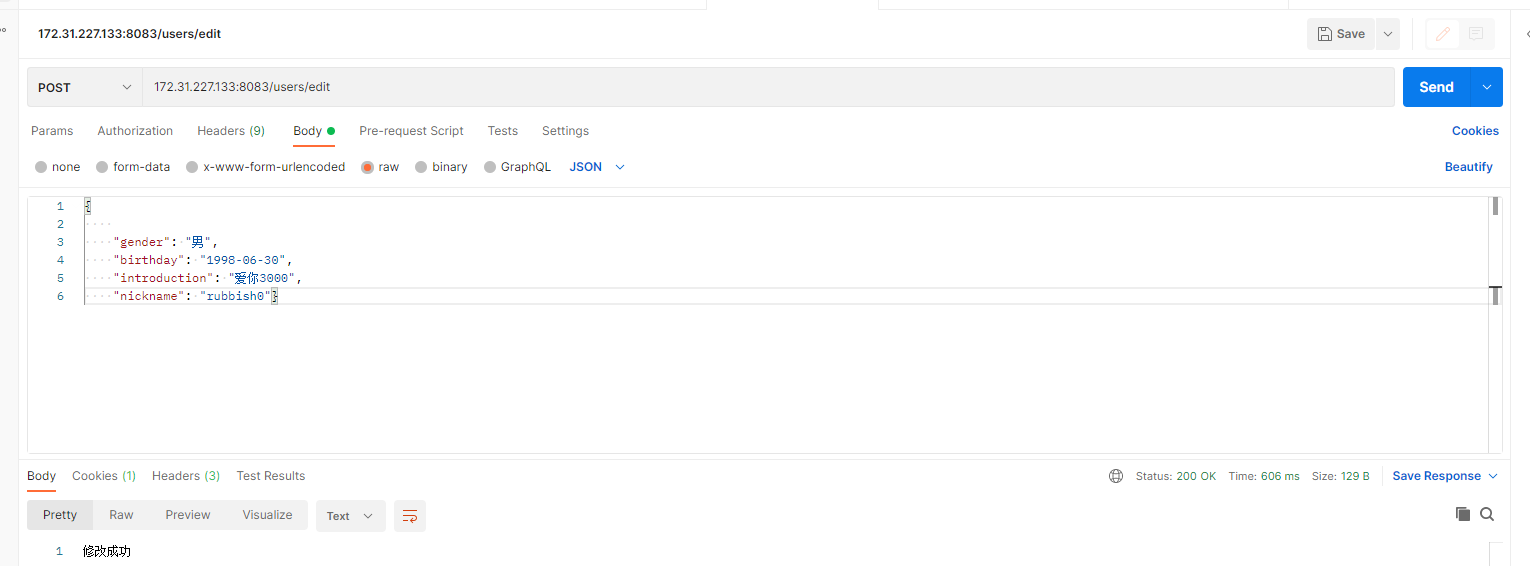 172.31.227.133:8083/users/edit
Save
POST 172.31.227.133:8083/users/edit Send
Params Authorization Headers (9) Body Pre-request Script Tests Settings Cookies
none form-data x-www-form-urlencoded raw binary GraphQL JSON Beautify
1 {
2
3 "gender": "男",
4 "birthday": "1998-06-30",
5 "introduction": "爱你3000",
6 "nickname": "rubbish0"}
Body Cookies (1) Headers (3) Test Results Status: 200 OK Time: 606 ms Size: 129 B Save Response
Pretty Raw Preview Visualize Text
1 修改成功